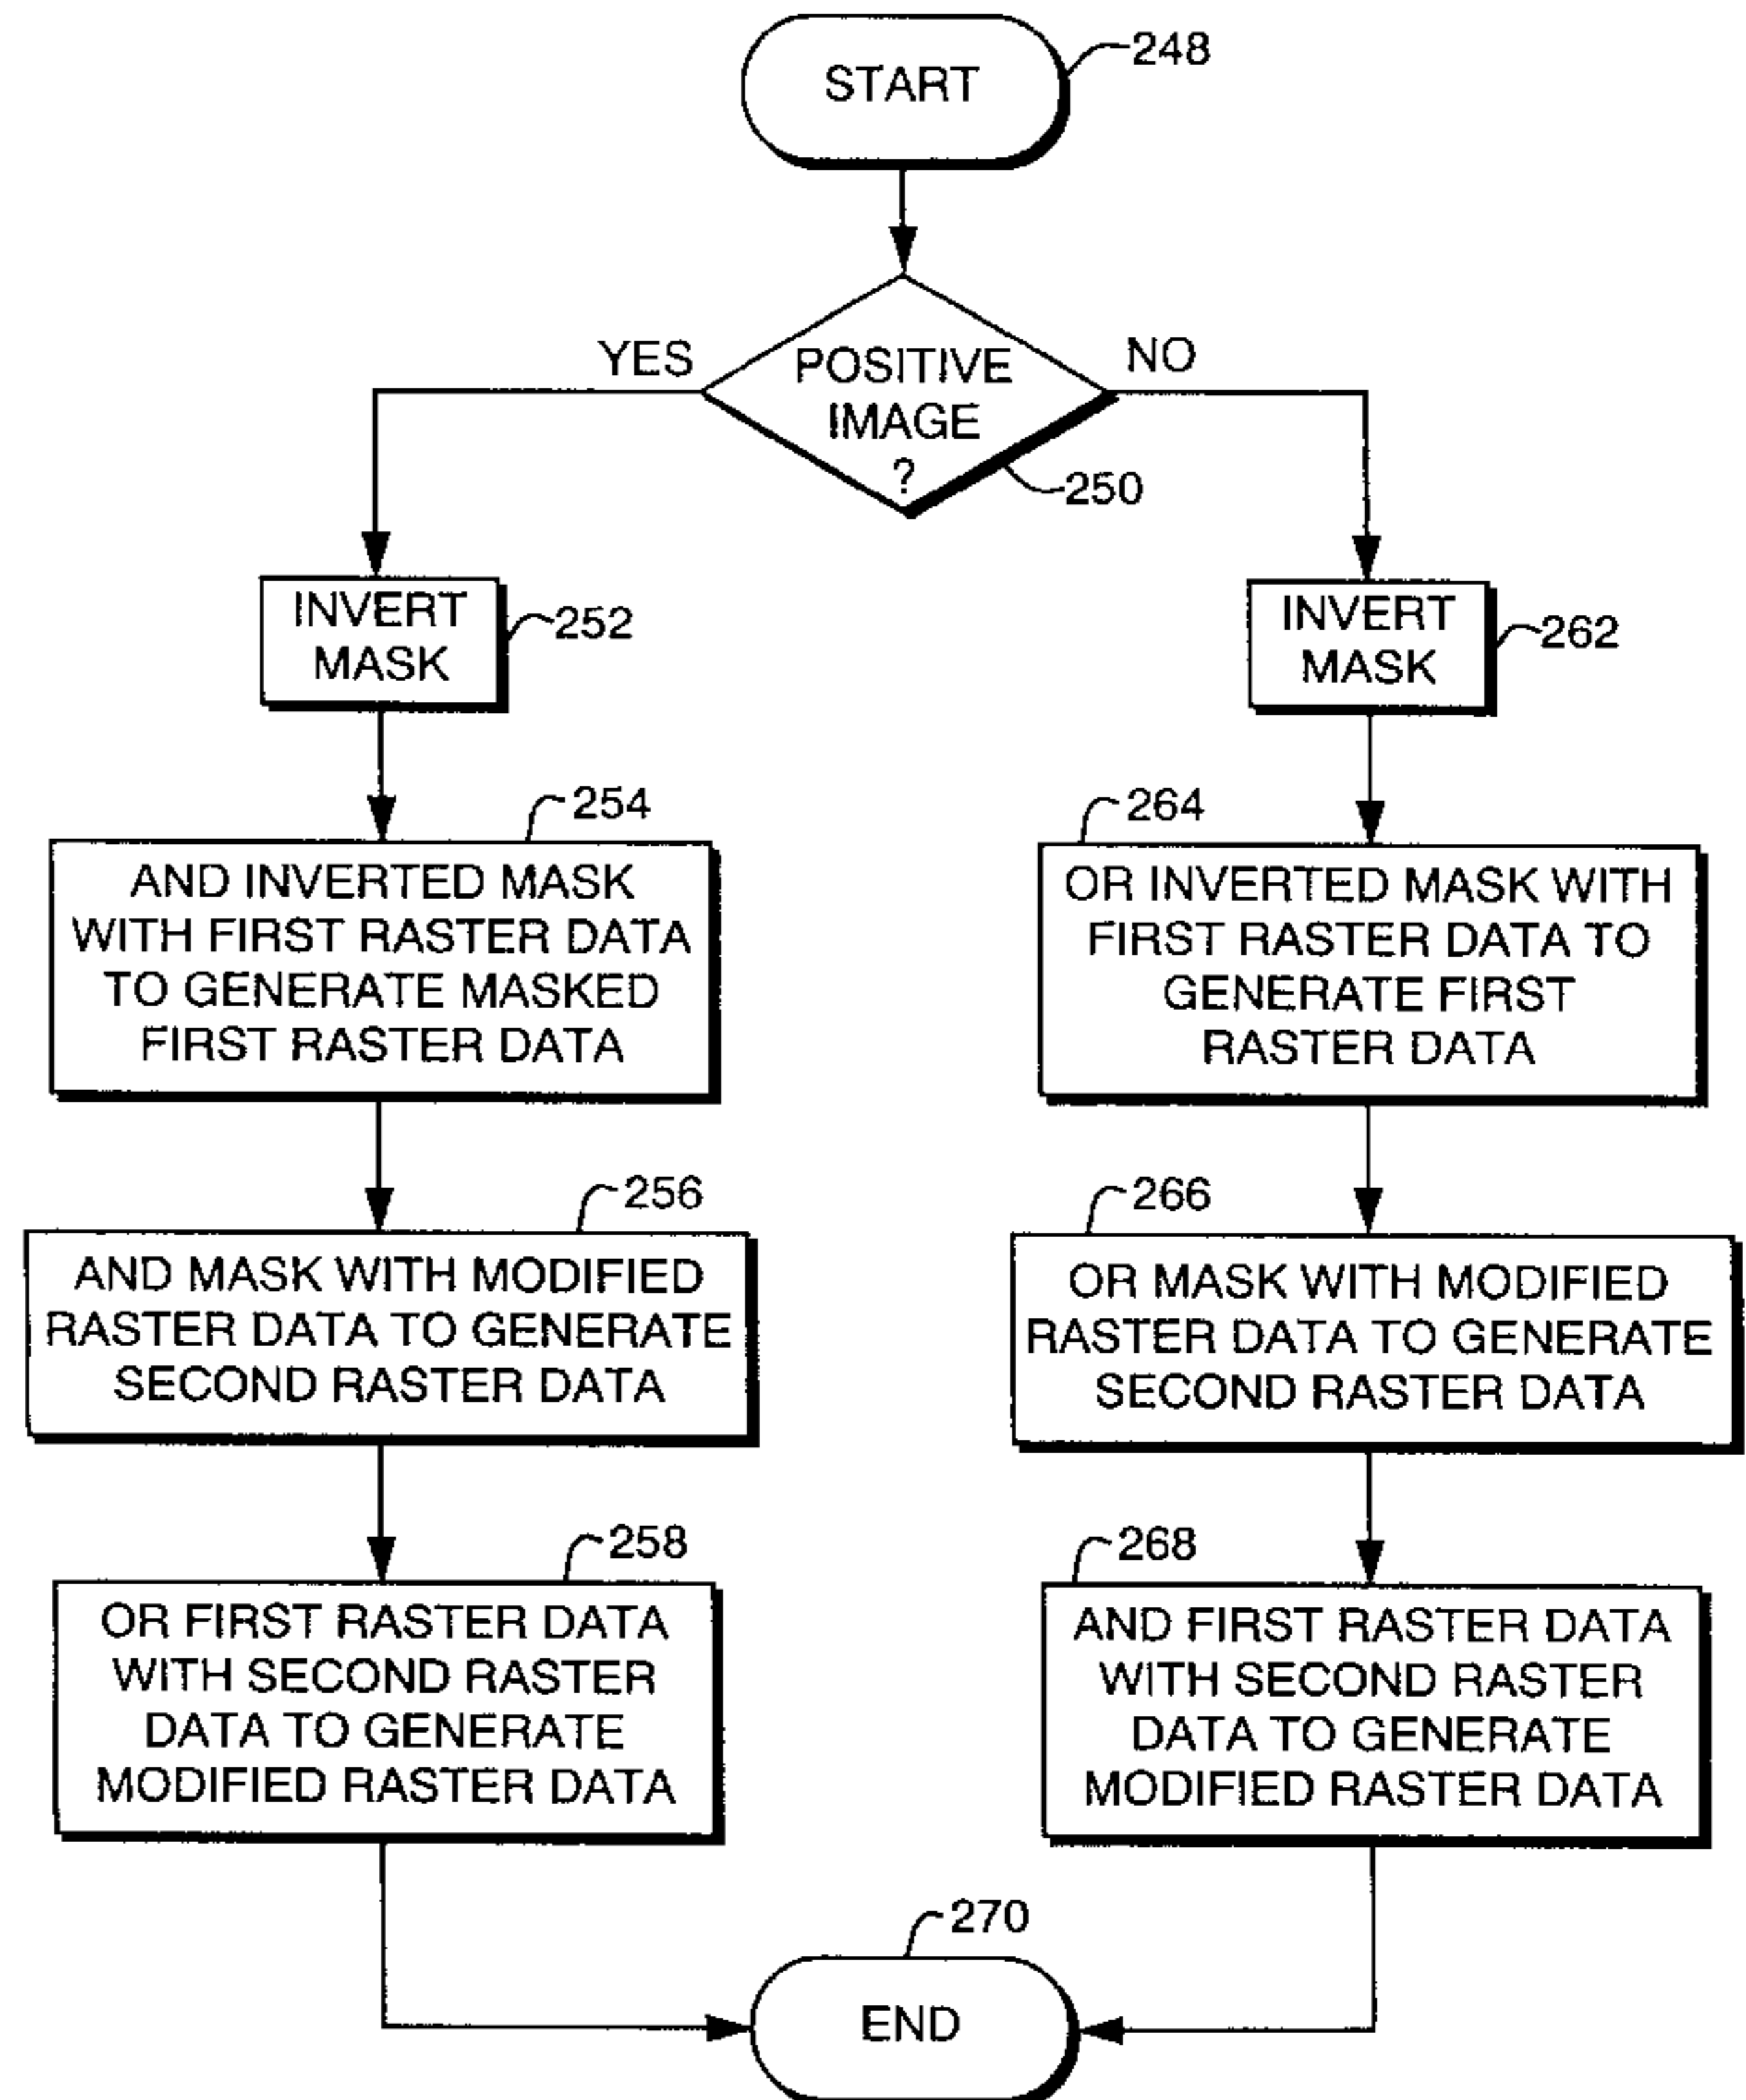 START
248
YES
POSITIVE
IMAGE
?
NO
250
INVERT
MASK
252
INVERT
MASK
262
254
AND INVERTED MASK
WITH FIRST RASTER DATA
TO GENERATE MASKED
FIRST RASTER DATA
264
OR INVERTED MASK WITH
FIRST RASTER DATA TO
GENERATE FIRST
RASTER DATA
256
AND MASK WITH MODIFIED
RASTER DATA TO GENERATE
SECOND RASTER DATA
266
OR MASK WITH MODIFIED
RASTER DATA TO GENERATE
SECOND RASTER DATA
258
OR FIRST RASTER DATA
WITH SECOND RASTER
DATA TO GENERATE
MODIFIED RASTER DATA
268
AND FIRST RASTER DATA
WITH SECOND RASTER
DATA TO GENERATE
MODIFIED RASTER DATA
270
END